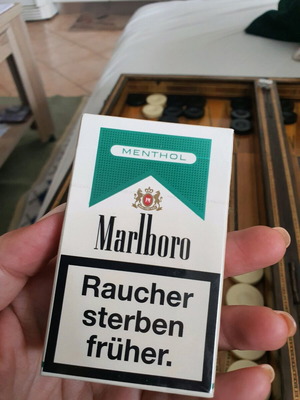 MENTHOL
Marlboro
Raucher
sterben
früher.